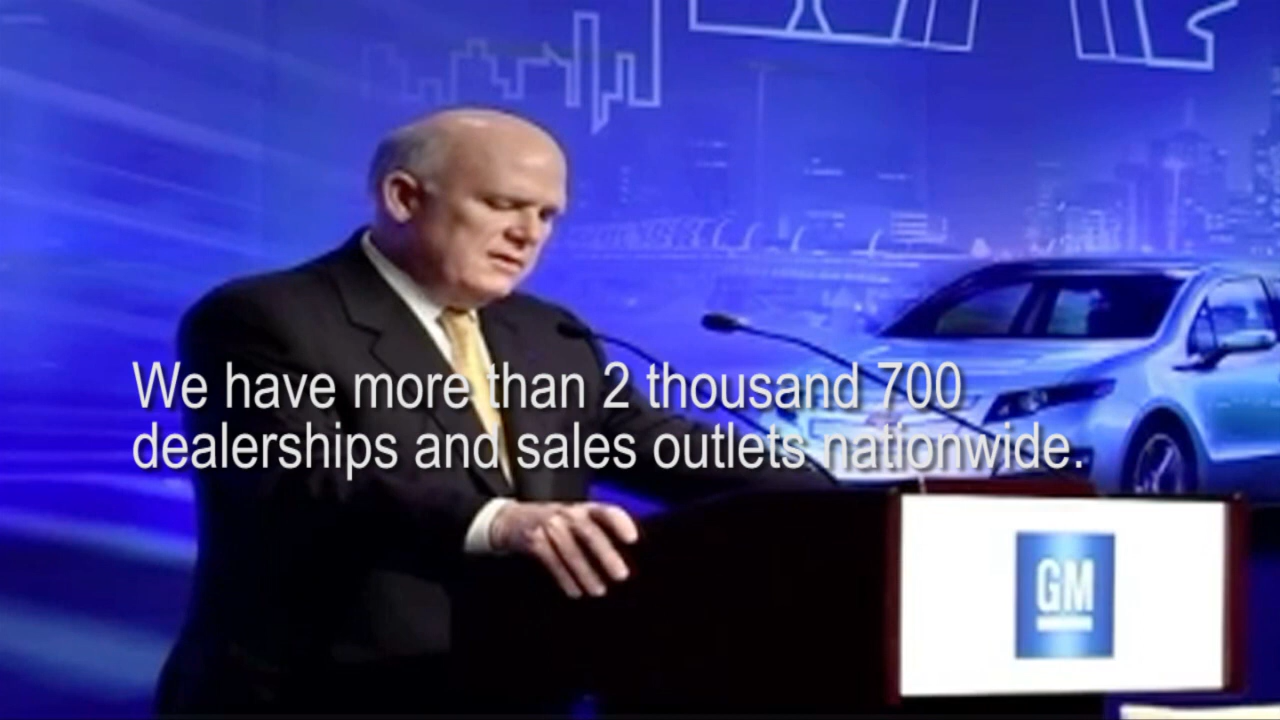 We have more than 2 thousand 700
dealerships and sales outlets nationwide.
GM